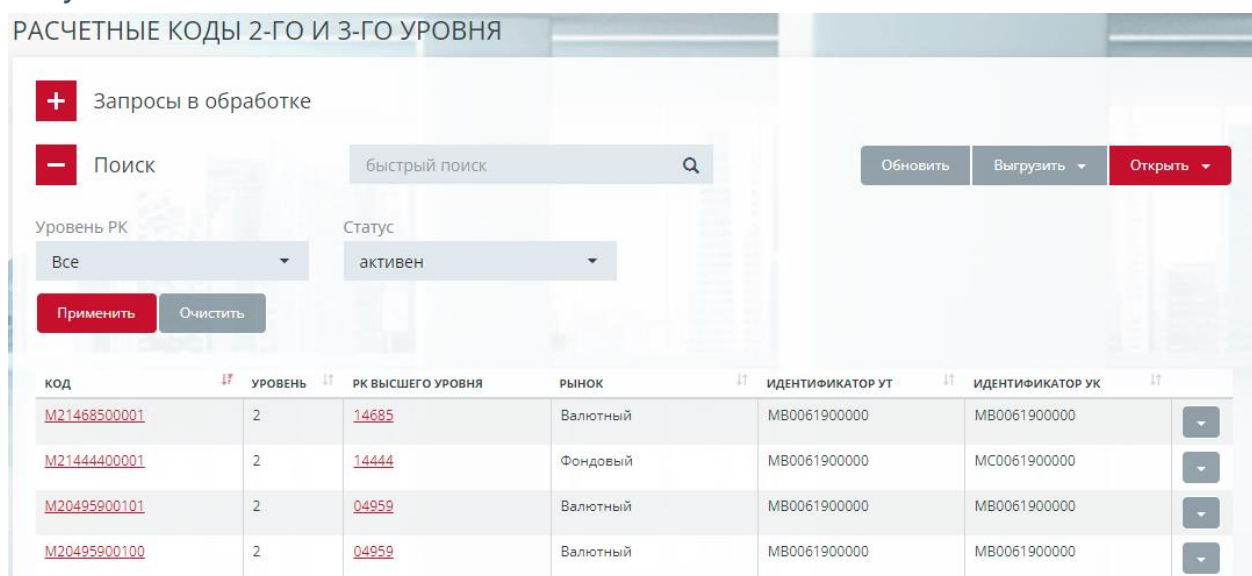 РАСЧЕТНЫЕ КОДЫ 2-ГО И 3-ГО УРОВНЯ
Запросы в обработке
Поиск быстрый поиск Обновить Выгрузить Открыть
Уровень РК Статус
Все активен
Применить Очистить
КОД УРОВЕНЬ РК ВЫСШЕГО УРОВНЯ РЫНОК ИДЕНТИФИКАТОР УТ ИДЕНТИФИКАТОР УК
M21468500001 2 14685 Валютный MB0061900000 MB0061900000
M21444400001 2 14444 Фондовый MB0061900000 MC0061900000
M20495900101 2 04959 Валютный MB0061900000 MB0061900000
M20495900100 2 04959 Валютный MB0061900000 MB0061900000